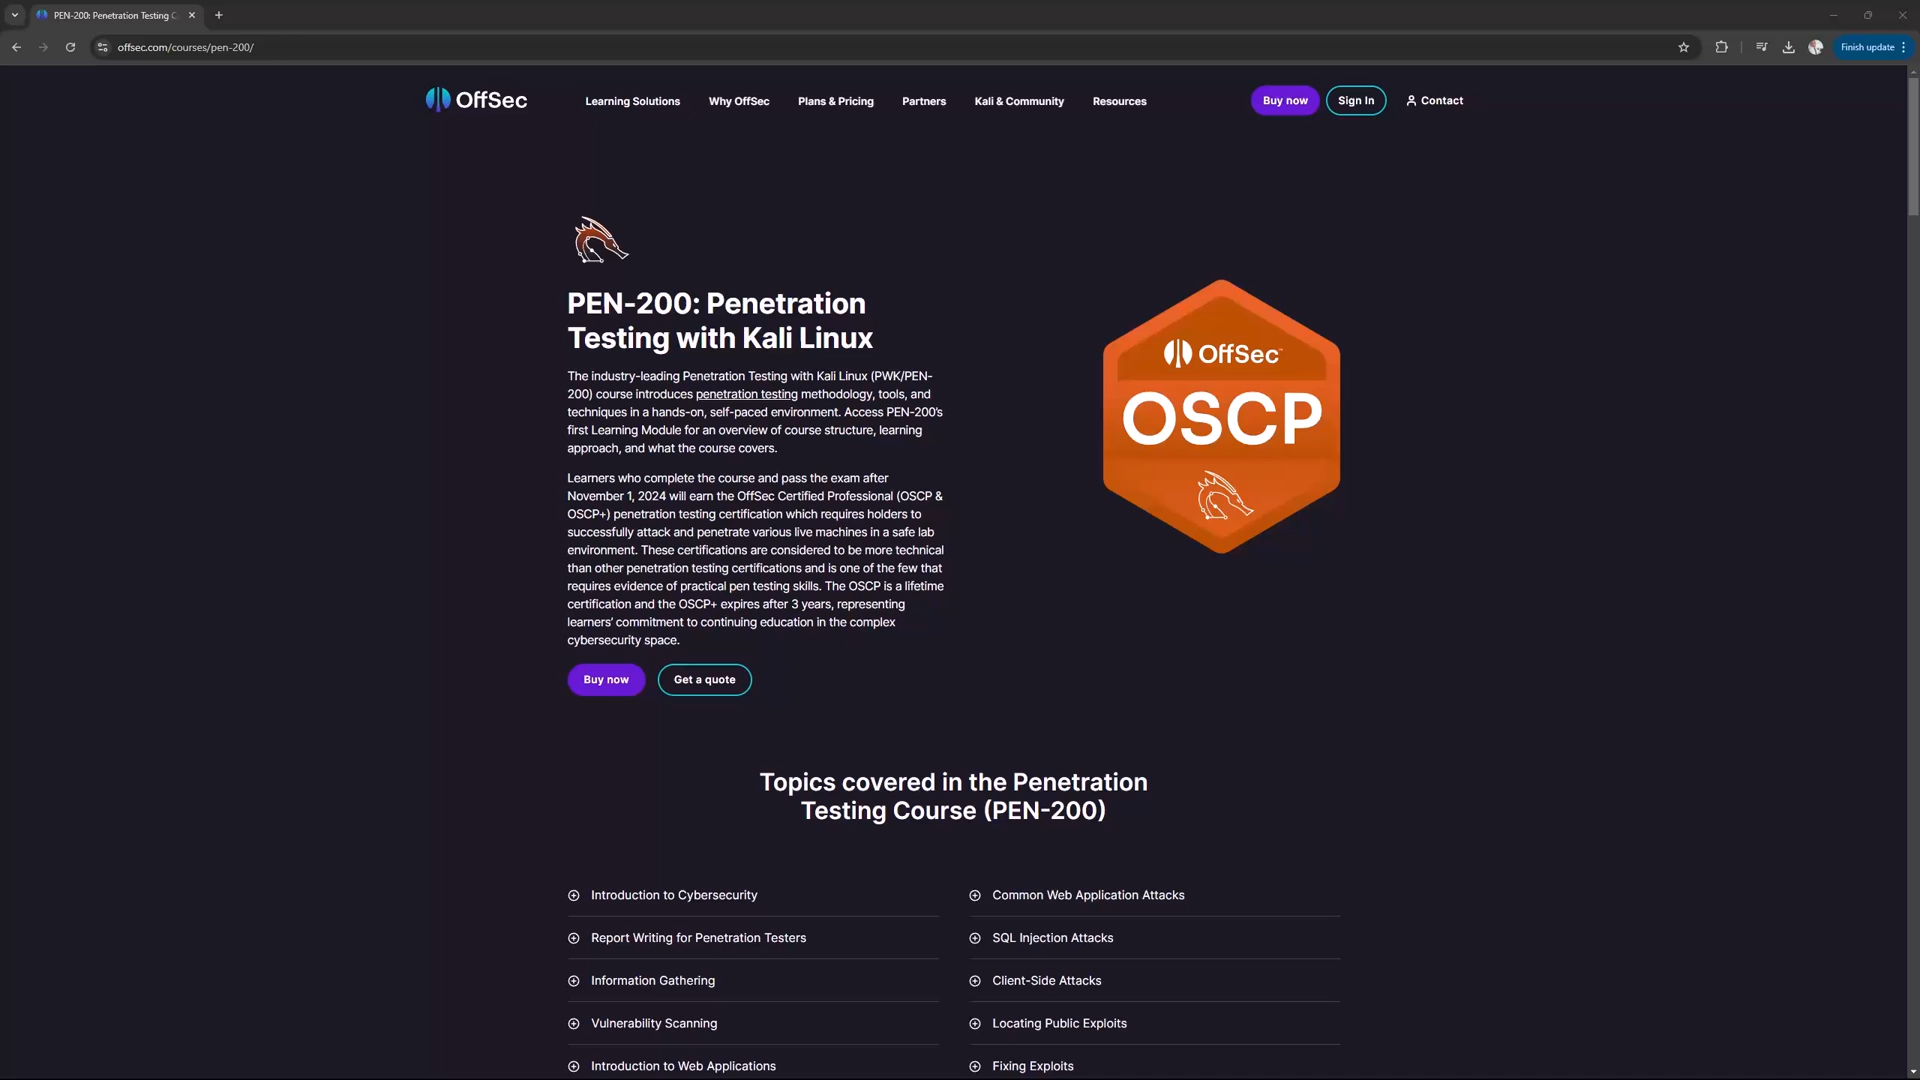 PEN-200: Penetration Testing C
offsec.com/courses/pen-200/
Finish update
OffSec
Learning Solutions
Why OffSec
Plans & Pricing
Partners
Kali & Community
Resources
Buy now
Sign In
Contact
PEN-200: Penetration
Testing with Kali Linux
The industry-leading Penetration Testing with Kali Linux (PWK/PEN-
200) course introduces penetration testing methodology, tools, and
techniques in a hands-on, self-paced environment. Access PEN-200's
first Learning Module for an overview of course structure, learning
approach, and what the course covers.
Learners who complete the course and pass the exam after
November 1, 2024 will earn the OffSec Certified Professional (OSCP &
OSCP+) penetration testing certification which requires holders to
successfully attack and penetrate various live machines in a safe lab
environment. These certifications are considered to be more technical
than other penetration testing certifications and is one of the few that
requires evidence of practical pen testing skills. The OSCP is a lifetime
certification and the OSCP+ expires after 3 years, representing
learners' commitment to continuing education in the complex
cybersecurity space.
Buy now
Get a quote
OffSec™
OSCP
Topics covered in the Penetration
Testing Course (PEN-200)
Introduction to Cybersecurity
Report Writing for Penetration Testers
Information Gathering
Vulnerability Scanning
Introduction to Web Applications
Common Web Application Attacks
SQL Injection Attacks
Client-Side Attacks
Locating Public Exploits
Fixing Exploits